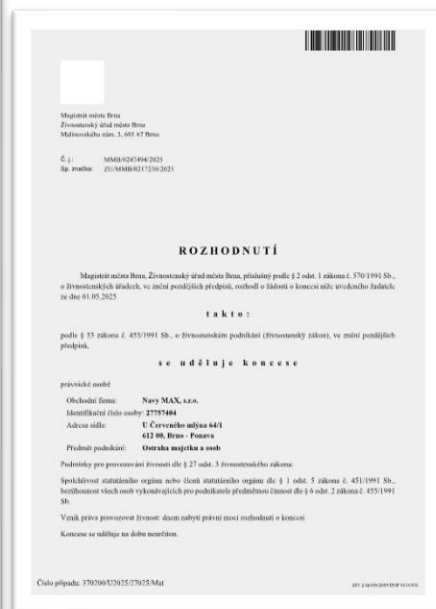 Magistrát města Brna
Živnostenský úřad města Brna
Malinovského nám. 3, 601 67 Brno
Č. j.: MMB/0247494/2025
Sp. značka: ZU/MMB/0217230/2025
ROZHODNUTÍ
Magistrát města Brna, Živnostenský úřad města Brna, příslušný podle § 2 odst. 1 zákona č. 570/1991 Sb.,
o živnostenských úřadech, ve znění pozdějších předpisů, rozhodl o žádosti o koncesi níže uvedeného žadatele
ze dne 01.05.2025
takto:
podle § 53 zákona č. 455/1991 Sb., o živnostenském podnikání (živnostenský zákon), ve znění pozdějších
předpisů,
se uděluje koncese
právnické osobě
Obchodní firma: Navy MAX, s.r.o.
Identifikační číslo osoby: 27757404
Adresa sídla: U Červeného mlýna 64/1
612 00, Brno - Ponava
Předmět podnikání: Ostraha majetku a osob
Podmínky pro provozování živnosti dle § 27 odst. 3 živnostenského zákona:
Spolehlivost statutárního orgánu nebo členů statutárního orgánu dle § 1 odst. 5 zákona č. 451/1991 Sb.,
bezúhonnost všech osob vykonávajících pro podnikatele předmětnou činnost dle § 6 odst. 2 zákona č. 455/1991
Sb.
Vznik práva provozovat živnost: dnem nabytí právní moci rozhodnutí o koncesi
Koncese se uděluje na dobu neurčitou.
Číslo případu: 370200/U2025/27025/Mat